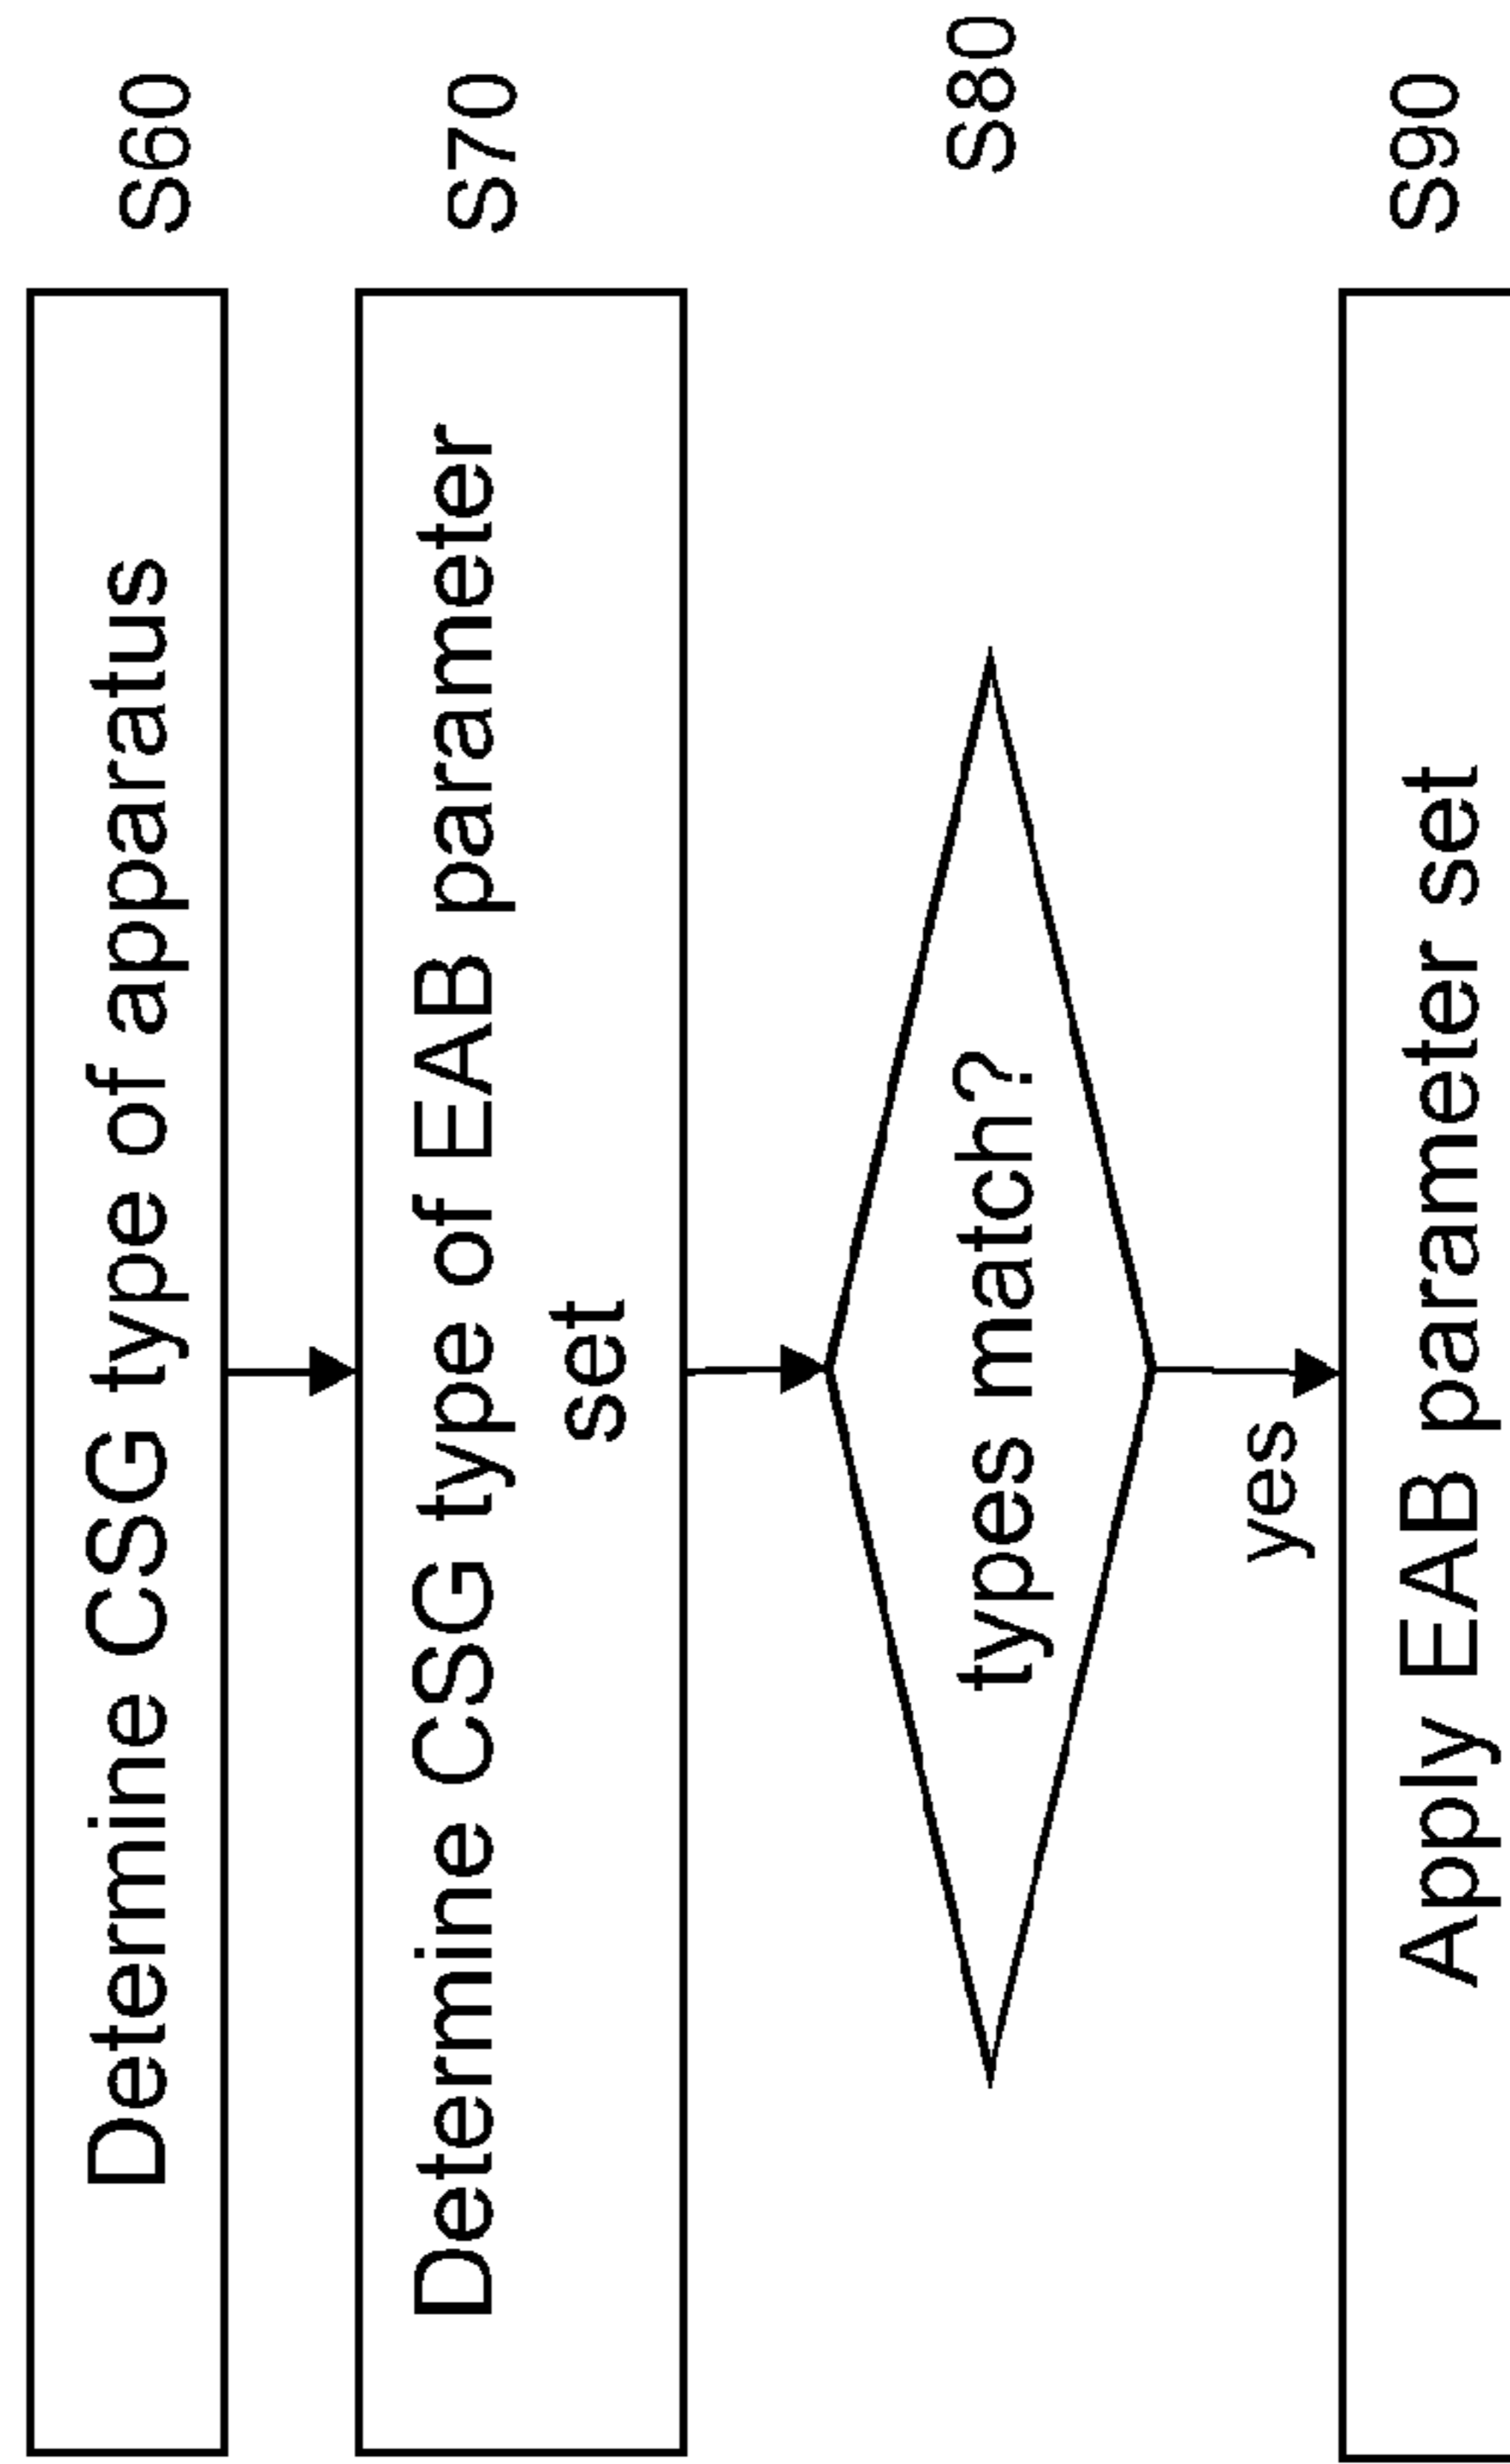 Determine CSG type of apparatus
S60
Determine CSG type of EAB parameter
set
S70
types match?
S80
yes
Apply EAB parameter set
S90